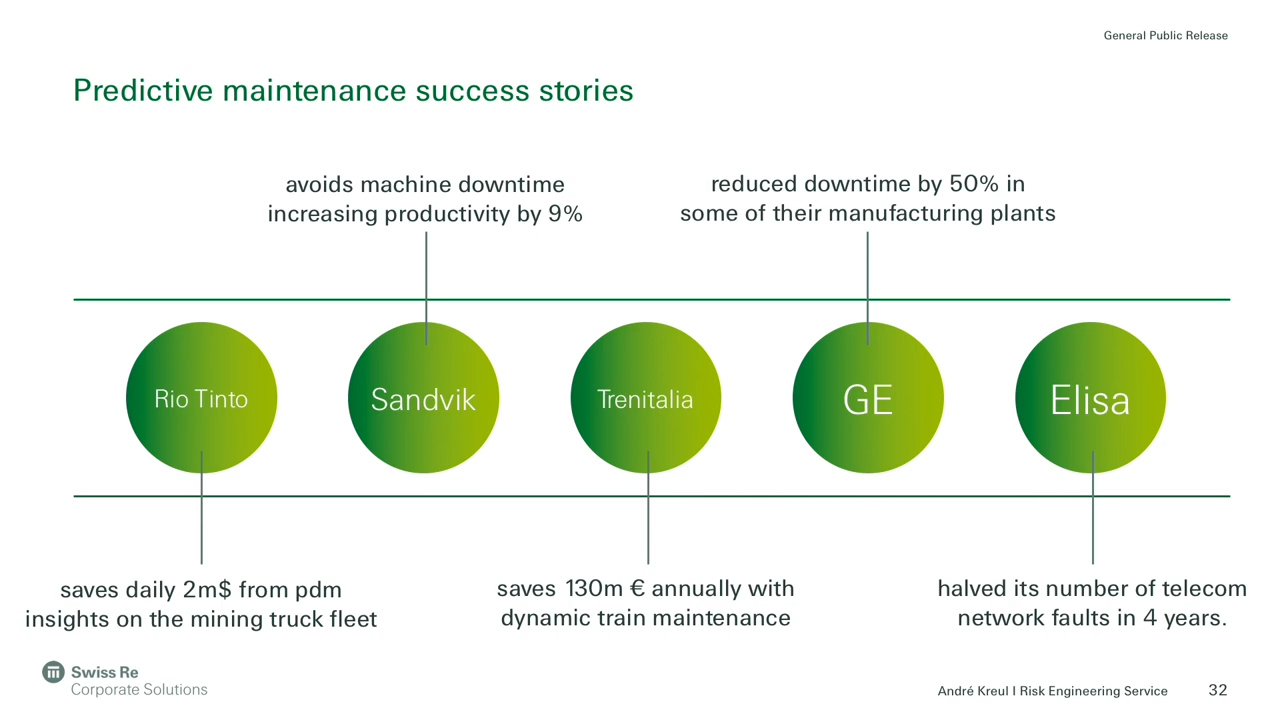 General Public Release
Predictive maintenance success stories
avoids machine downtime
increasing productivity by 9%
reduced downtime by 50% in
some of their manufacturing plants
Rio Tinto
Sandvik
Trenitalia
GE
Elisa
saves daily 2m$ from pdm
insights on the mining truck fleet
saves 130m € annually with
dynamic train maintenance
halved its number of telecom
network faults in 4 years.
Swiss Re
Corporate Solutions
André Kreul I Risk Engineering Service
32